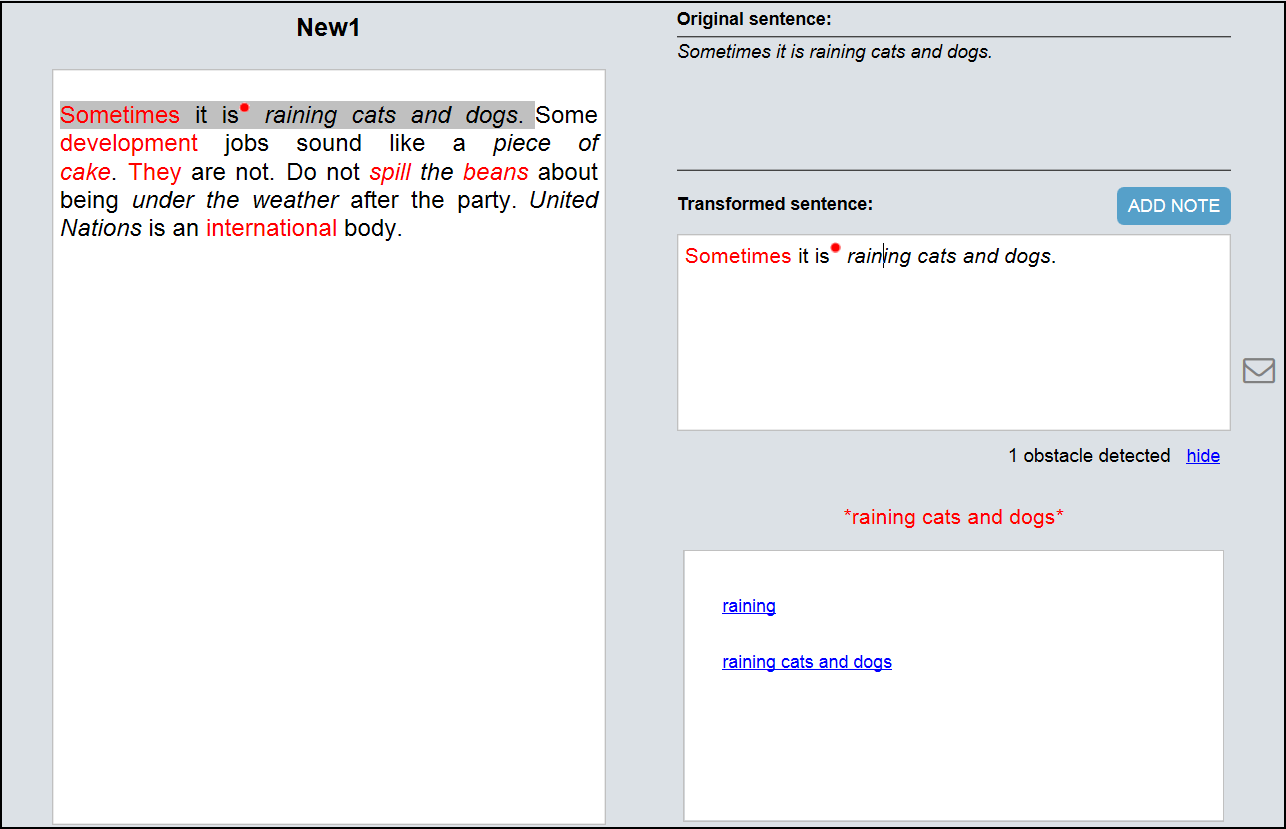 New1
Sometimes it is raining cats and dogs. Some
development jobs sound like a piece of
cake. They are not. Do not spill the beans about
being under the weather after the party. United
Nations is an international body.
Original sentence:
Sometimes it is raining cats and dogs.
Transformed sentence:
ADD NOTE
Sometimes it is raining cats and dogs.
1 obstacle detected hide
*raining cats and dogs*
raining
raining cats and dogs